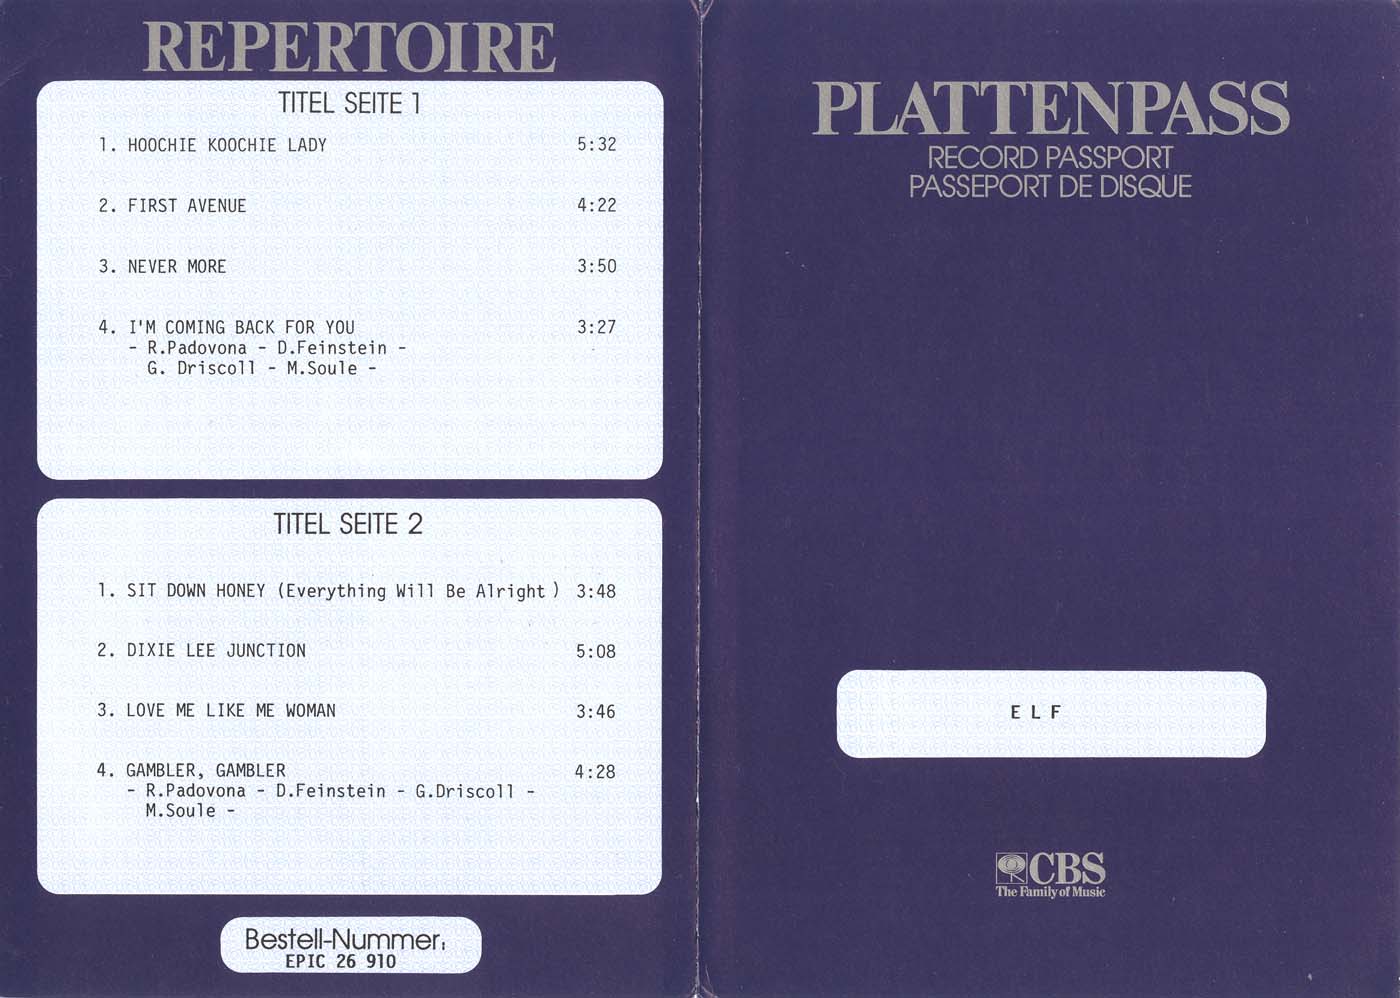 REPERTOIRE
TITEL SEITE 1
1. HOOCHIE KOOCHIE LADY 5:32
2. FIRST AVENUE 4:22
3. NEVER MORE 3:50
4. I'M COMING BACK FOR YOU 3:27
- R.Padovona - D.Feinstein -
G. Driscoll - M.Soule -
TITEL SEITE 2
1. SIT DOWN HONEY (Everything Will Be Alright) 3:48
2. DIXIE LEE JUNCTION 5:08
3. LOVE ME LIKE ME WOMAN 3:46
4. GAMBLER, GAMBLER 4:28
- R.Padovona - D.Feinstein - G.Driscoll -
M.Soule -
Bestell-Nummer:
EPIC 26 910
PLATTENPASS
RECORD PASSPORT
PASSEPORT DE DISQUE
E L F
CBS
The Family of Music